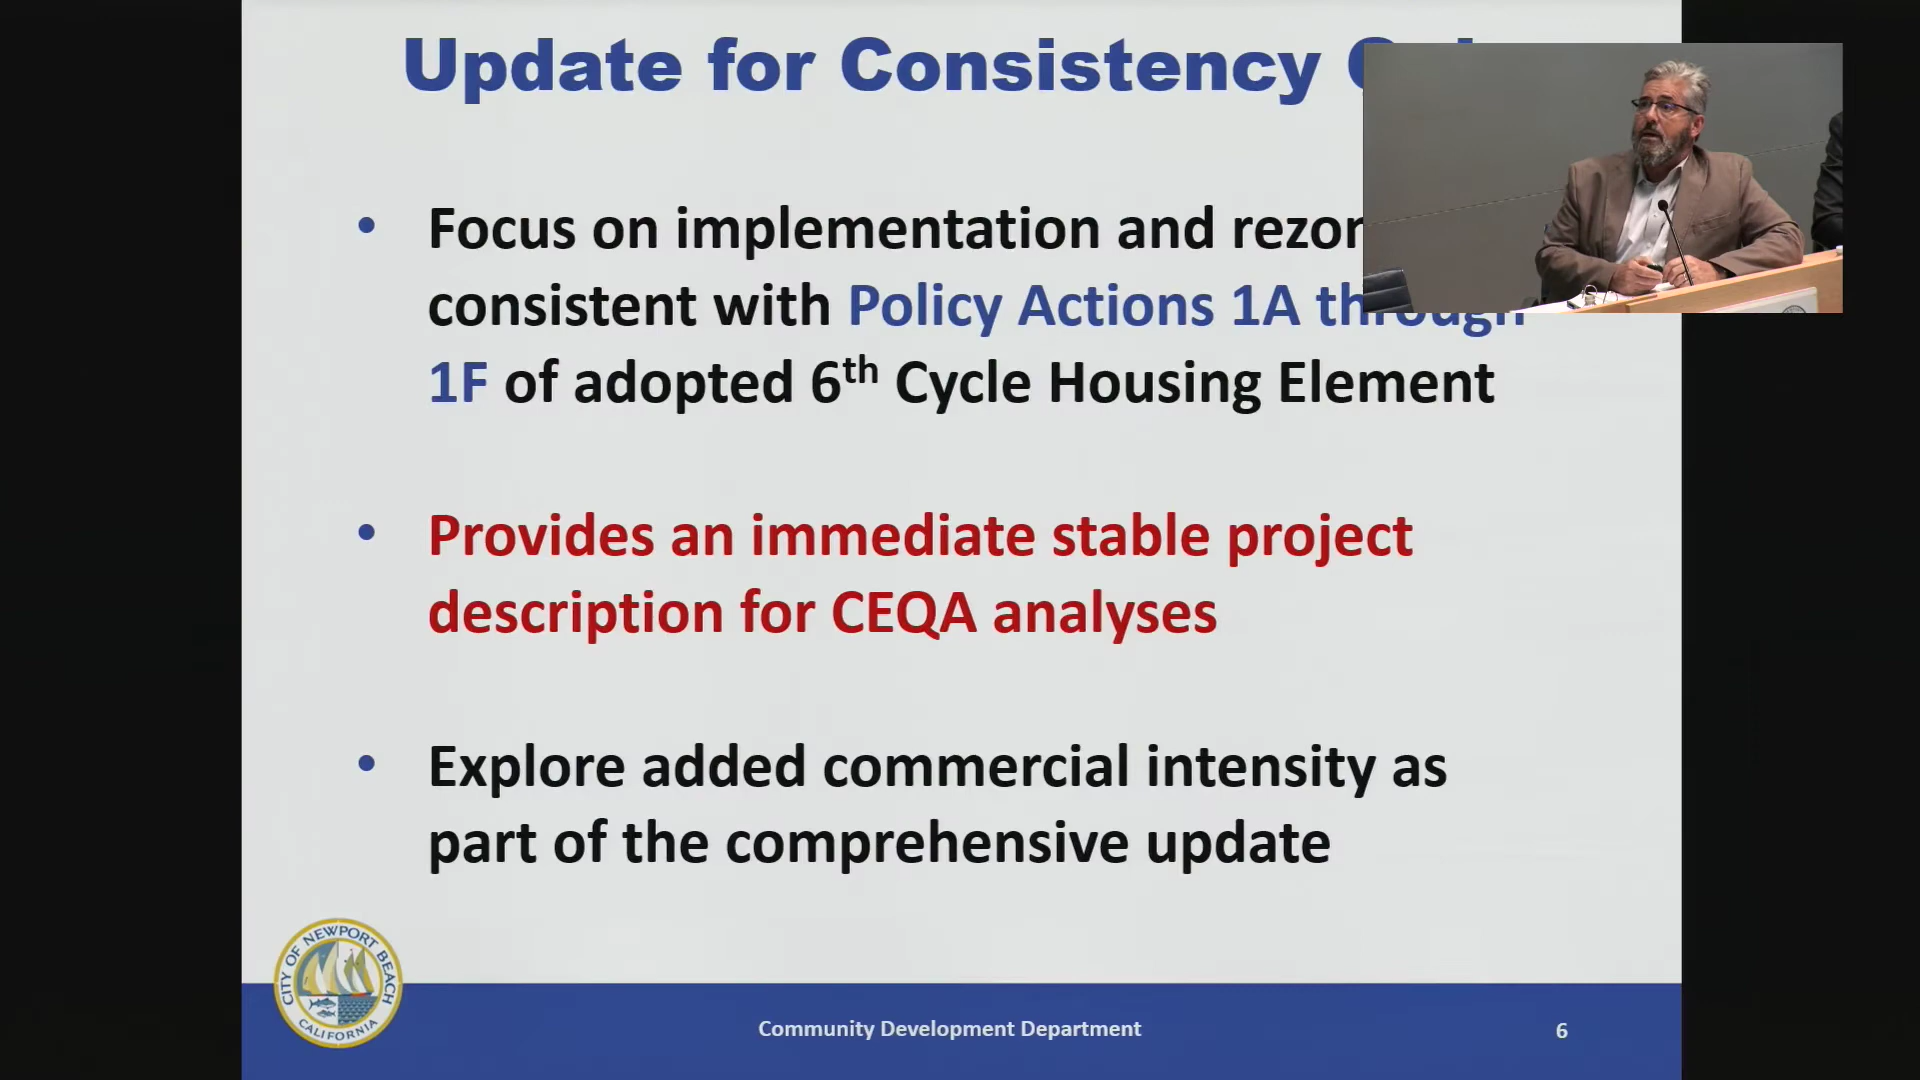 Update for Consistency
Focus on implementation and
consistent with Policy Actions 1A through
1F of adopted 6th Cycle Housing Element
Provides an immediate stable project
description for CEQA analyses
Explore added commercial intensity as
part of the comprehensive update
CITY OF NEWPORT BEACH
CALIFORNIA
Community Development Department
6